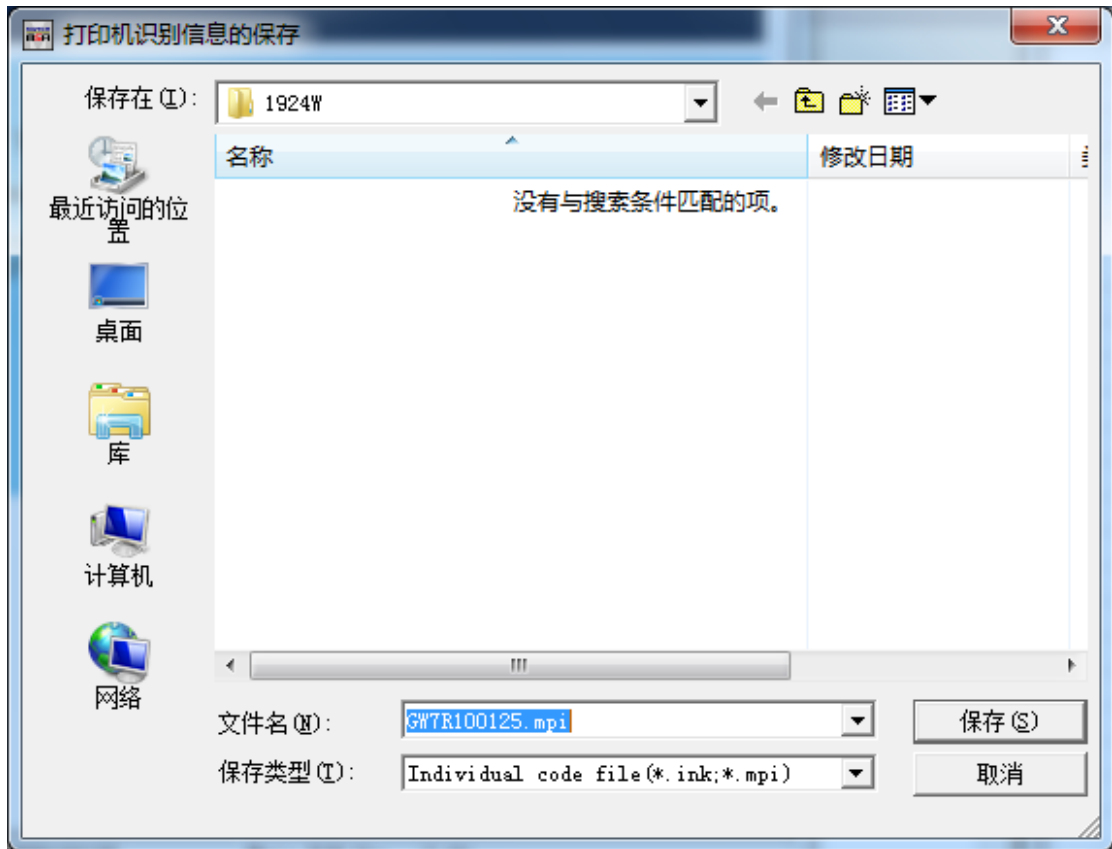 打印机识别信息的保存
保存在(I):
1924W
名称
修改日期
没有与搜索条件匹配的项。
最近访问的位
置
桌面
库
计算机
网络
文件名(N):
GW7R100125.mpi
保存(S)
保存类型(T):
Individual code file(*.ink;*.mpi)
取消